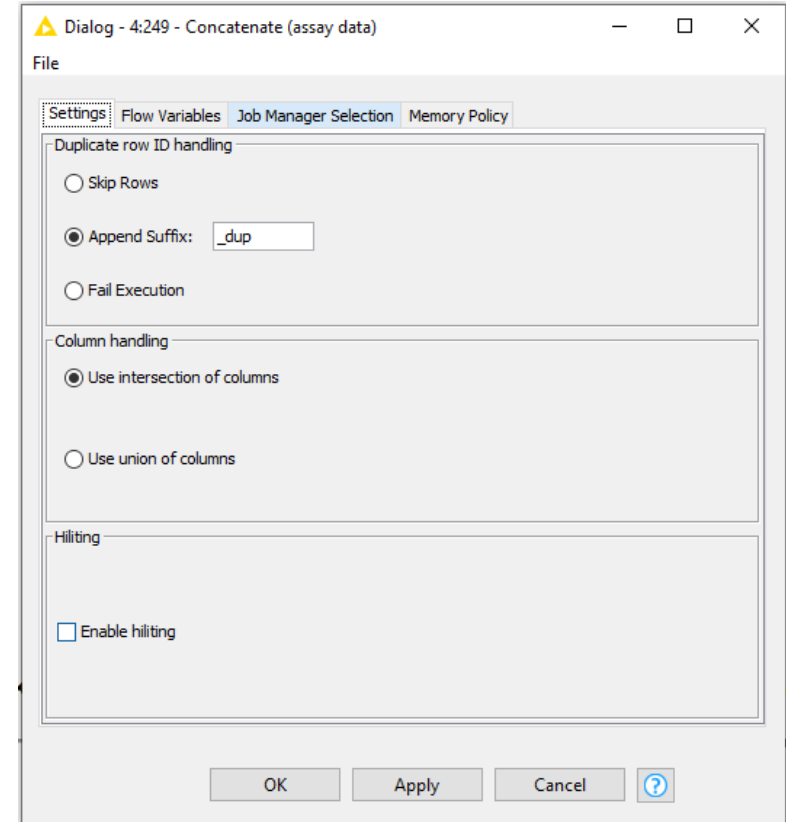 Dialog - 4:249 - Concatenate (assay data)
File
Settings Flow Variables Job Manager Selection Memory Policy
Duplicate row ID handling
Skip Rows
Append Suffix: _dup
Fail Execution
Column handling
Use intersection of columns
Use union of columns
Hiliting
Enable hiliting
OK Apply Cancel ?